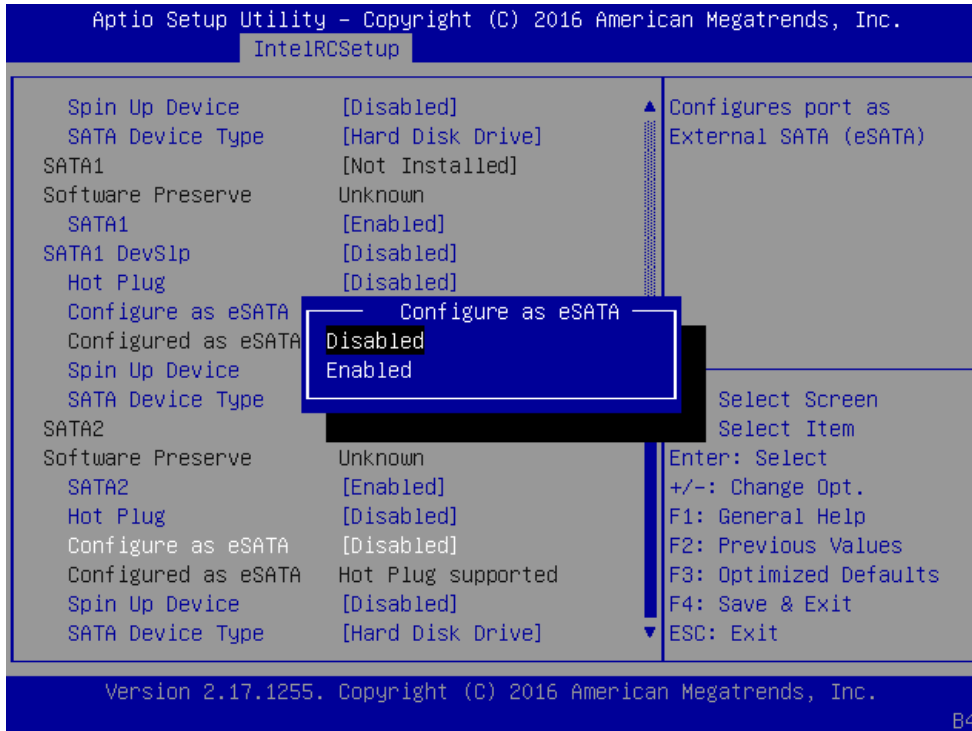 Aptio Setup Utility – Copyright (C) 2016 American Megatrends, Inc.
IntelRCSetup
Spin Up Device [Disabled]
SATA Device Type [Hard Disk Drive]
SATA1 [Not Installed]
Software Preserve Unknown
SATA1 [Enabled]
SATA1 DevSlp [Disabled]
Hot Plug [Disabled]
Configure as eSATA
Configured as eSATA
Spin Up Device
SATA Device Type
SATA2
Software Preserve Unknown
SATA2 [Enabled]
Hot Plug [Disabled]
Configure as eSATA [Disabled]
Configured as eSATA Hot Plug supported
Spin Up Device [Disabled]
SATA Device Type [Hard Disk Drive]
Configure as eSATA
Disabled
Enabled
Configures port as
External SATA (eSATA)
Select Screen
Select Item
Enter: Select
+/-: Change Opt.
F1: General Help
F2: Previous Values
F3: Optimized Defaults
F4: Save & Exit
ESC: Exit
Version 2.17.1255. Copyright (C) 2016 American Megatrends, Inc.
B4